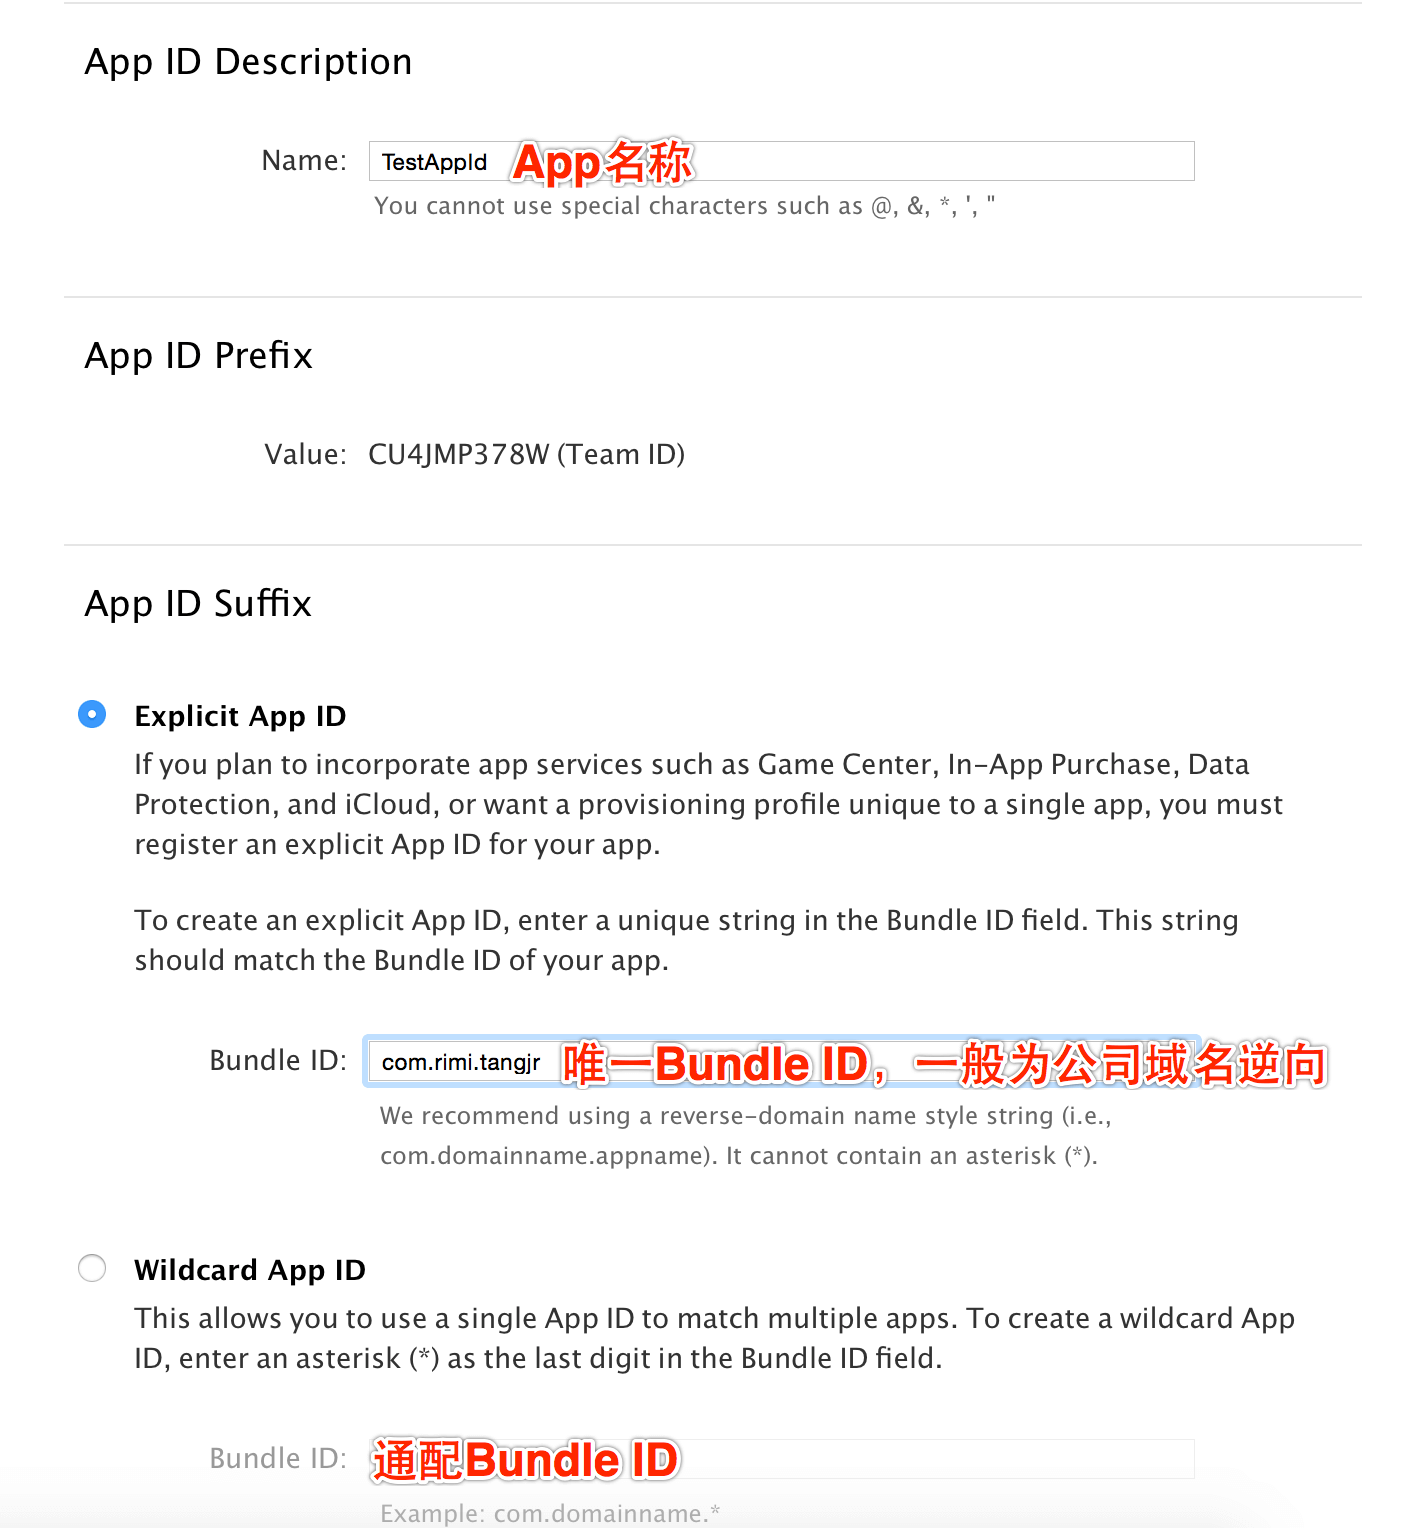 App ID Description
Name: TestAppId App名称
You cannot use special characters such as @, &, *, ', "
App ID Prefix
Value: CU4JMP378W (Team ID)
App ID Suffix
Explicit App ID
If you plan to incorporate app services such as Game Center, In-App Purchase, Data
Protection, and iCloud, or want a provisioning profile unique to a single app, you must
register an explicit App ID for your app.
To create an explicit App ID, enter a unique string in the Bundle ID field. This string
should match the Bundle ID of your app.
Bundle ID: com.rimi.tangjr 唯一Bundle ID，一般为公司域名逆向
We recommend using a reverse-domain name style string (i.e.,
com.domainname.appname). It cannot contain an asterisk (*).
Wildcard App ID
This allows you to use a single App ID to match multiple apps. To create a wildcard App
ID, enter an asterisk (*) as the last digit in the Bundle ID field.
Bundle ID: 通配Bundle ID
Example: com.domainname.*